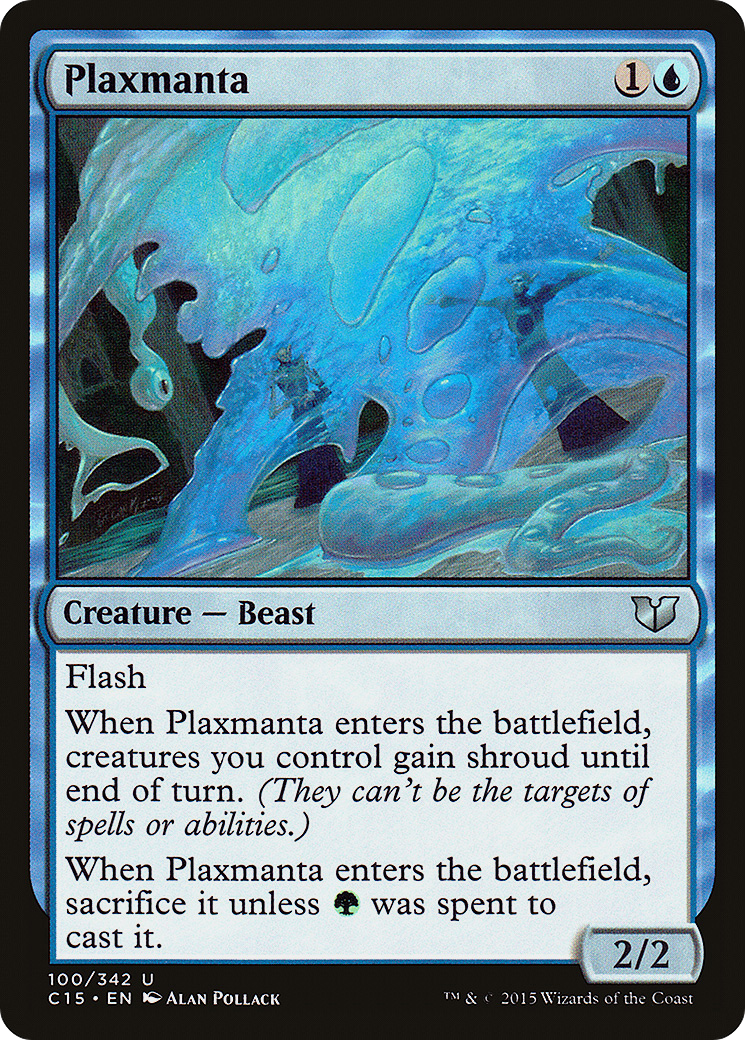 Plaxmanta
1
Creature — Beast
Flash
When Plaxmanta enters the battlefield,
creatures you control gain shroud until
end of turn. (They can't be the targets of
spells or abilities.)
When Plaxmanta enters the battlefield,
sacrifice it unless was spent to
cast it.
2/2
100/342 U
C15 • EN Alan Pollack
™ & © 2015 Wizards of the Coast